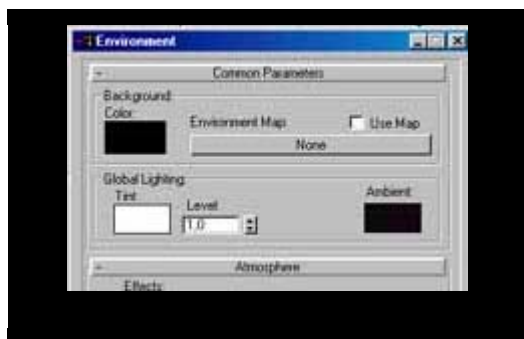 Environment
- Common Parameters
Background:
Color:
Environment Map:
Use Map
None
Global Lighting:
Tint:
Level:
1.0
Ambient:
- Atmosphere
Effects: